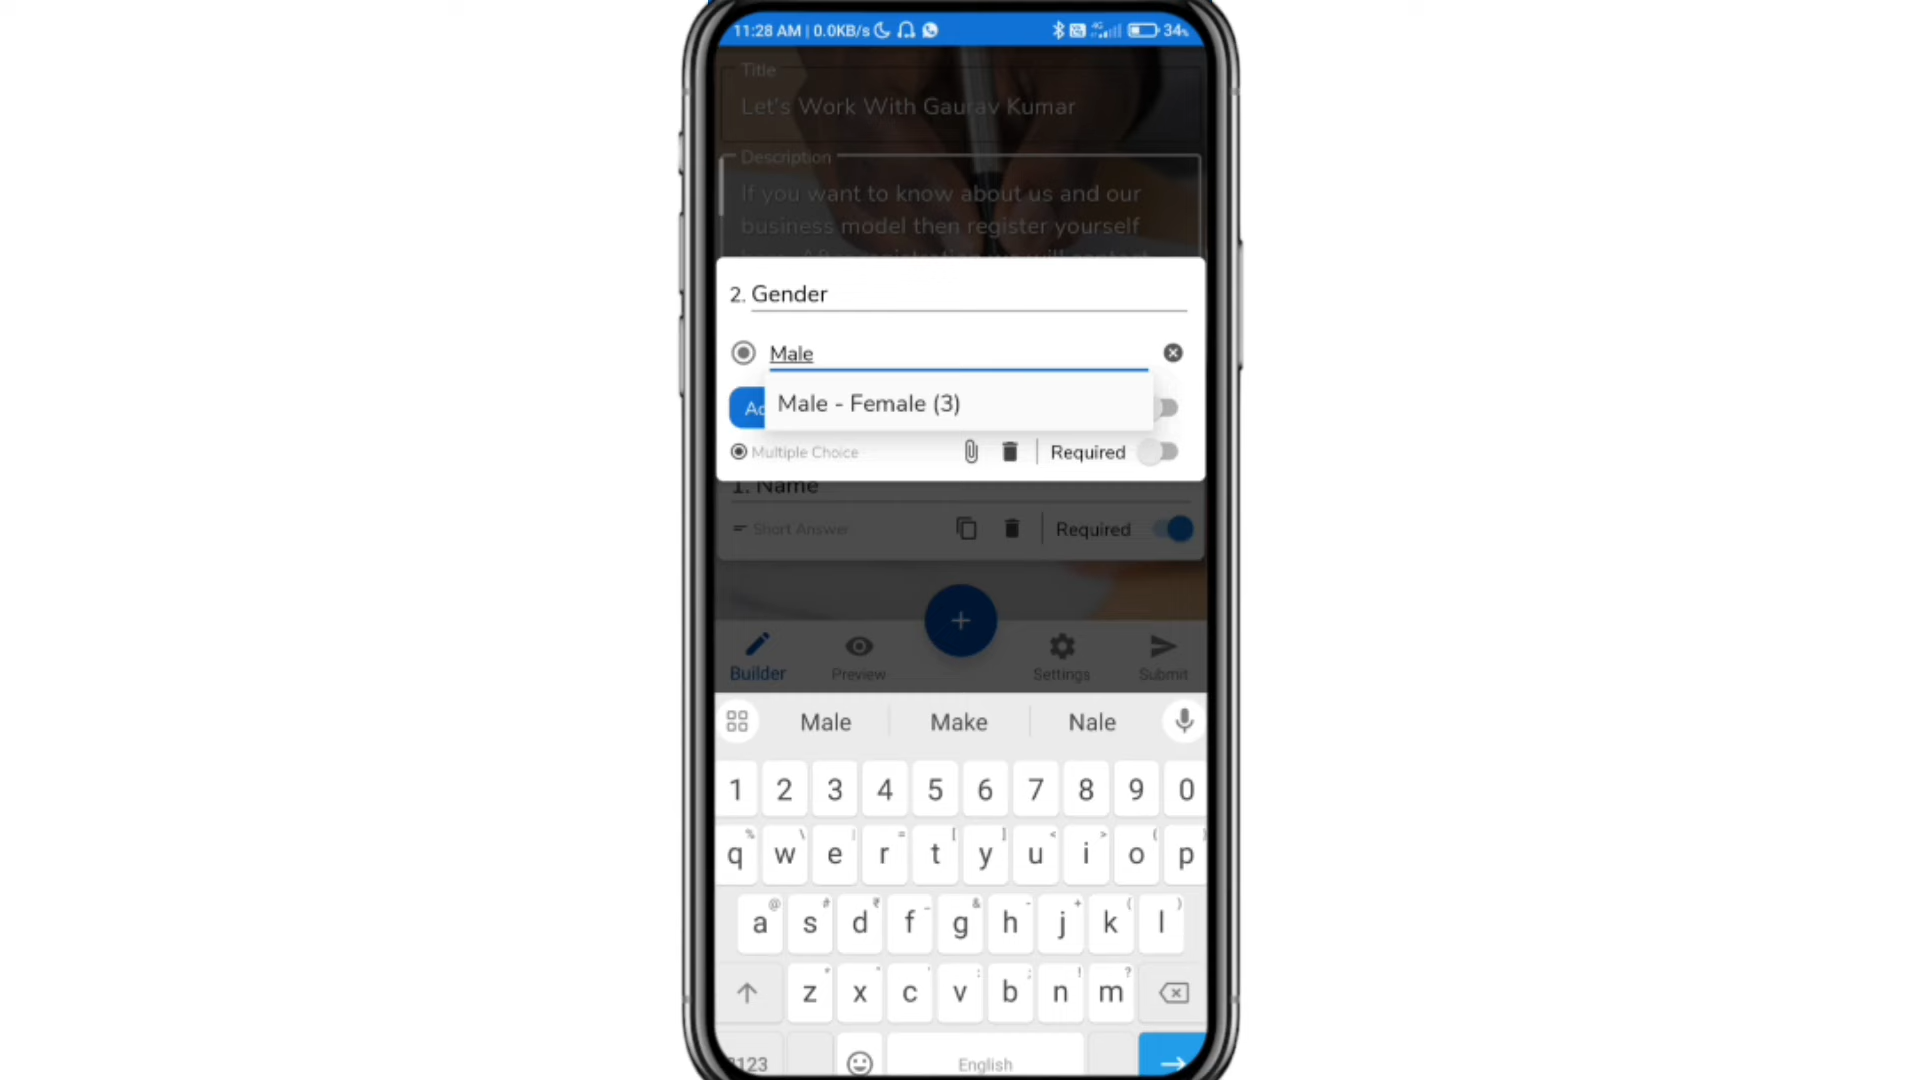 11:28 AM | 0.0KB/s 4G 34%
Title
Let's Work With Gaurav Kumar
Description
If you want to know about us and our
business model then register yourself
2. Gender
Male
Male - Female (3)
Multiple Choice Required
1. Name
Short Answer Required
Builder Preview Settings Submit
Male Make Nale
1 2 3 4 5 6 7 8 9 0
q w e r t y u i o p
a s d f g h j k l
z x c v b n m
?123 English